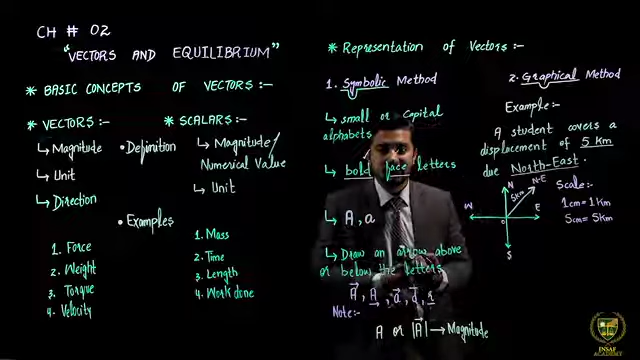 CH # 02
"VECTORS AND EQUILIBRIUM"
* BASIC CONCEPTS OF VECTORS:-
* VECTORS:-
↳ Magnitude
↳ Unit
↳ Direction
• Definition
* SCALARS:-
↳ Magnitude/
Numerical Value
↳ Unit
• Examples
1. Force
2. Weight
3. Torque
4. Velocity
1. Mass
2. Time
3. Length
4. Work done
* Representation of Vectors:-
1. Symbolic Method
↳ small or Capital
alphabets
↳ bold face letters
↳ A, a
↳ Draw an arrow above
or below the letters
A⃗, A, a⃗, d⃗, r
Note:-
A or |A⃗| → Magnitude
2. Graphical Method
Example:-
A student covers a
displacement of 5 Km
due North-East.
N
N-E
5km
W
E
o
S
Scale:-
1cm = 1Km
5cm = 5Km
INSAF
ACADEMY